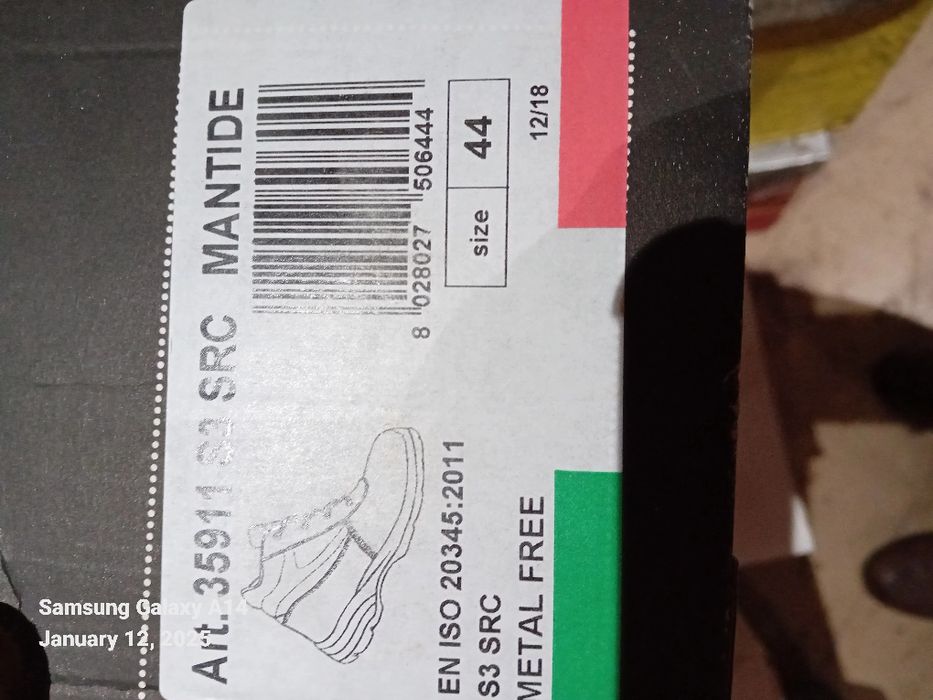 Art. 35911 S3 SRC MANTIDE
8 028027 506444
size 44
12/18
EN ISO 20345:2011
S3 SRC
METAL FREE
Samsung Galaxy A14
January 12, 2025